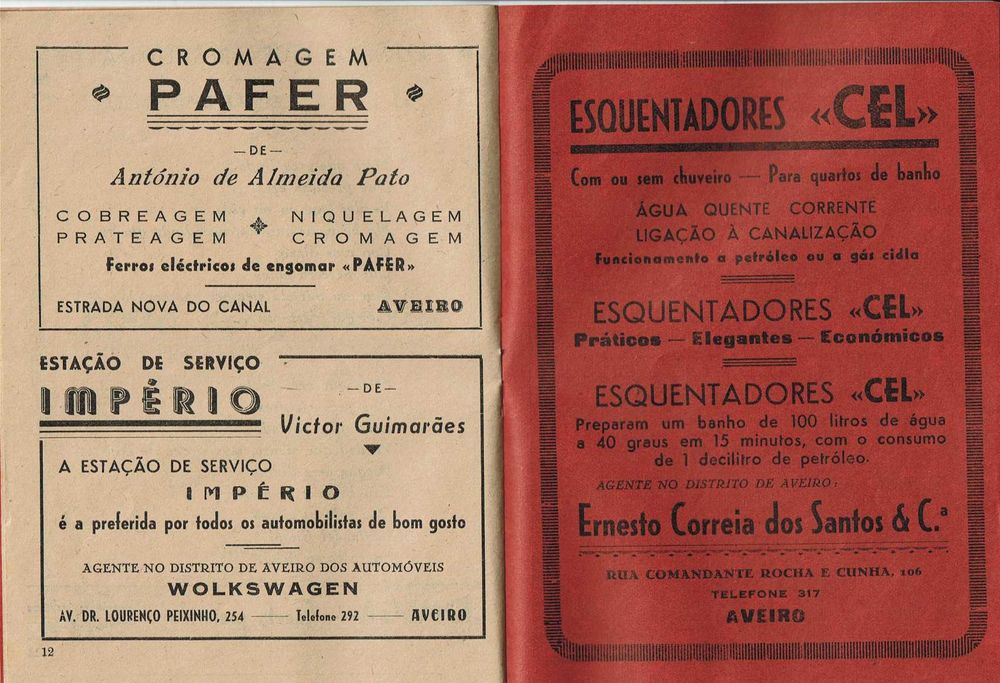 CROMAGEM
PAFER
— DE —
António de Almeida Pato
COBREAGEM NIQUELAGEM
PRATEAGEM CROMAGEM
Ferros eléctricos de engomar «PAFER»
ESTRADA NOVA DO CANAL AVEIRO
ESTAÇÃO DE SERVIÇO
IMPÉRIO
— DE —
Victor Guimarães
A ESTAÇÃO DE SERVIÇO
IMPÉRIO
é a preferida por todos os automobilistas de bom gosto
AGENTE NO DISTRITO DE AVEIRO DOS AUTOMÓVEIS
WOLKSWAGEN
AV. DR. LOURENÇO PEIXINHO, 254 — Telefone 292 — AVEIRO
12
ESQUENTADORES «CEL»
Com ou sem chuveiro — Para quartos de banho
ÁGUA QUENTE CORRENTE
LIGAÇÃO À CANALIZAÇÃO
Funcionamento a petróleo ou a gás cidla
ESQUENTADORES «CEL»
Práticos — Elegantes — Económicos
ESQUENTADORES «CEL»
Preparam um banho de 100 litros de água
a 40 graus em 15 minutos, com o consumo
de 1 decilitro de petróleo.
AGENTE NO DISTRITO DE AVEIRO:
Ernesto Correia dos Santos & C.ª
RUA COMANDANTE ROCHA E CUNHA, 106
TELEFONE 317
AVEIRO